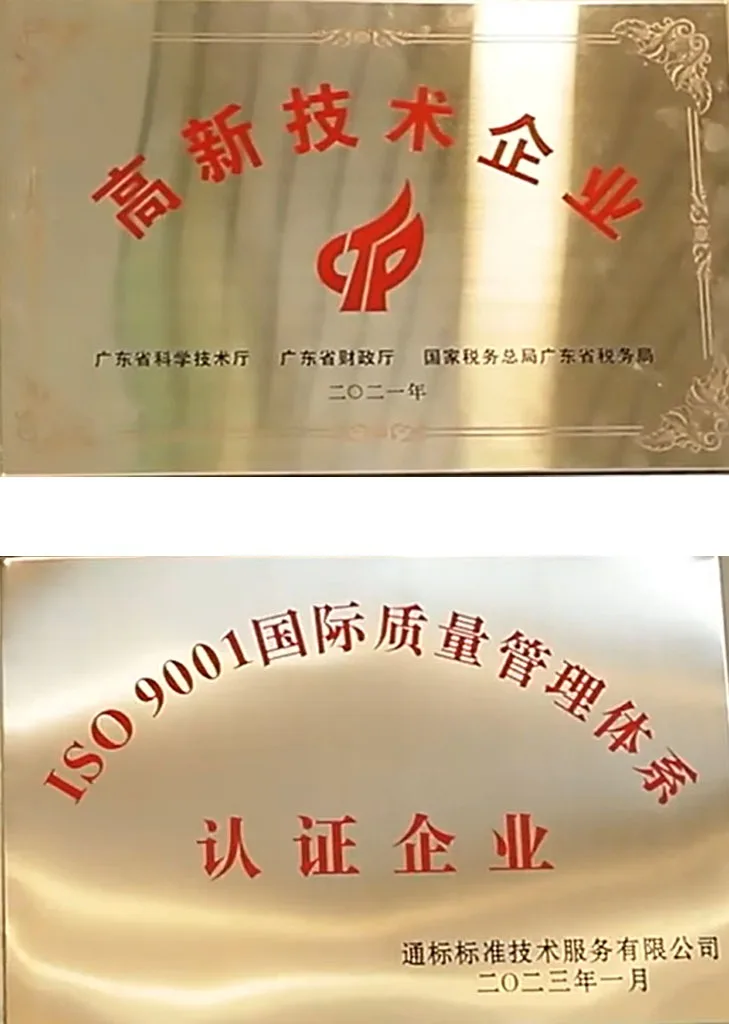 高新技术企业
广东省科学技术厅 广东省财政厅 国家税务总局广东省税务局
二〇二一年
ISO 9001国际质量管理体系
认证企业
通标标准技术服务有限公司
二〇二三年一月